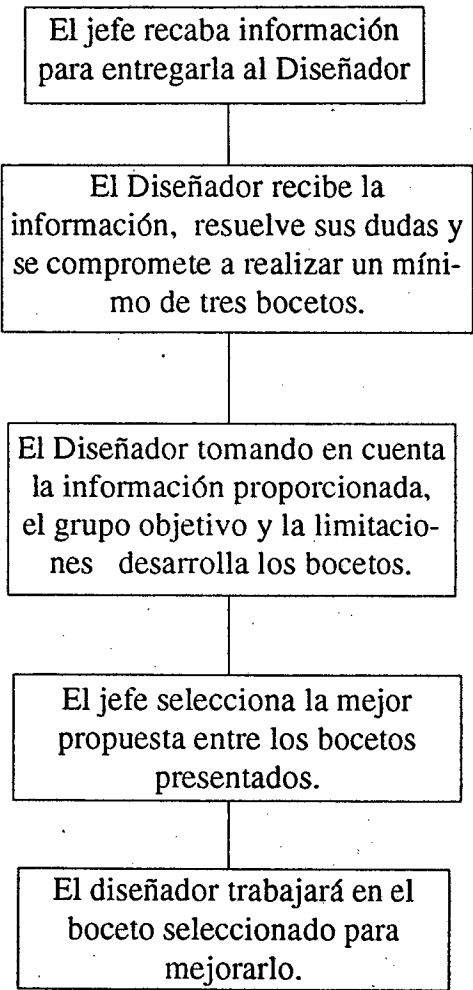 El jefe recaba información
para entregarla al Diseñador
El Diseñador recibe la
información, resuelve sus dudas y
se compromete a realizar un míni-
mo de tres bocetos.
El Diseñador tomando en cuenta
la información proporcionada,
el grupo objetivo y la limitacio-
nes desarrolla los bocetos.
El jefe selecciona la mejor
propuesta entre los bocetos
presentados.
El diseñador trabajará en el
boceto seleccionado para
mejorarlo.